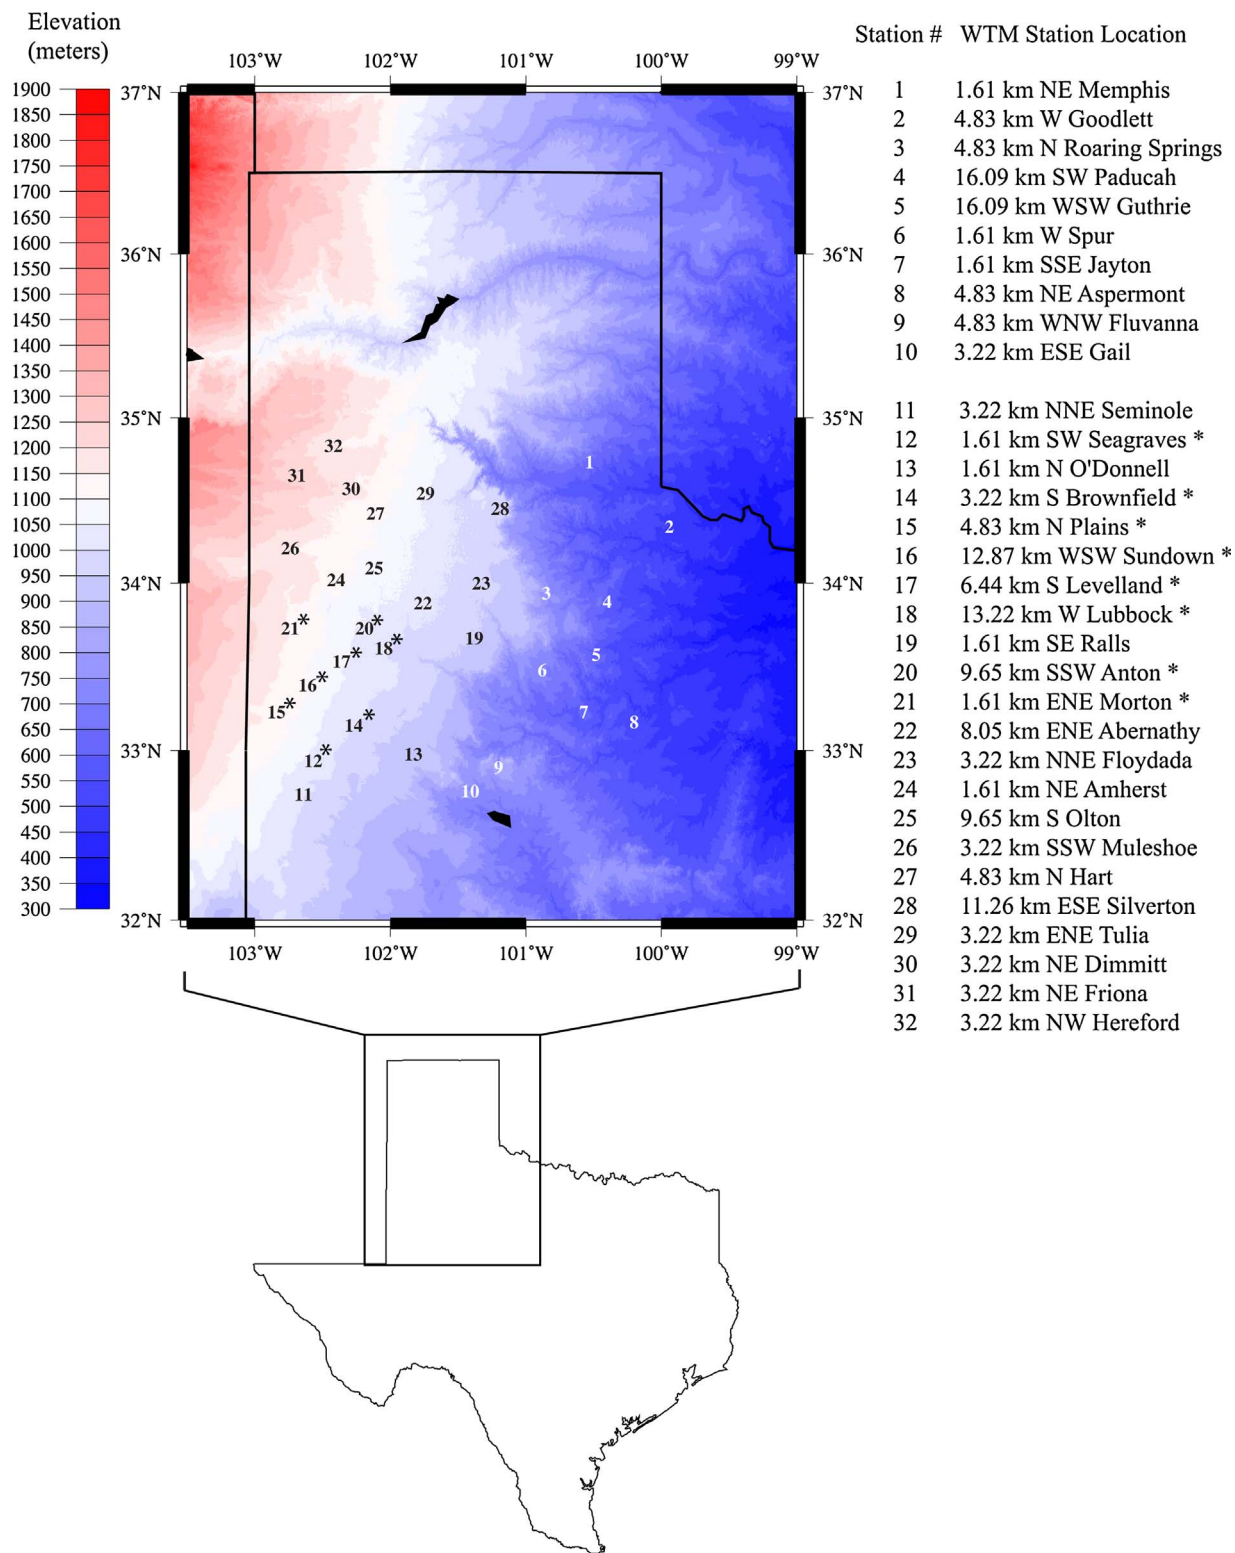 Elevation
(meters)
1900
1850
1800
1750
1700
1650
1600
1550
1500
1450
1400
1350
1300
1250
1200
1150
1100
1050
1000
950
900
850
800
750
700
650
600
550
500
450
400
350
300
103°W 102°W 101°W 100°W 99°W
37°N 37°N
36°N 36°N
35°N 35°N
34°N 34°N
33°N 33°N
32°N 32°N
32
1
31
30 29
28
27
2
26
25
24 23
3
22 4
21* 20*
19
18*
17* 5
16* 6
15* 7
14* 8
13
12* 9
11 10
103°W 102°W 101°W 100°W 99°W
Station # WTM Station Location
1 1.61 km NE Memphis
2 4.83 km W Goodlett
3 4.83 km N Roaring Springs
4 16.09 km SW Paducah
5 16.09 km WSW Guthrie
6 1.61 km W Spur
7 1.61 km SSE Jayton
8 4.83 km NE Aspermont
9 4.83 km WNW Fluvanna
10 3.22 km ESE Gail
11 3.22 km NNE Seminole
12 1.61 km SW Seagraves *
13 1.61 km N O'Donnell
14 3.22 km S Brownfield *
15 4.83 km N Plains *
16 12.87 km WSW Sundown *
17 6.44 km S Levelland *
18 13.22 km W Lubbock *
19 1.61 km SE Ralls
20 9.65 km SSW Anton *
21 1.61 km ENE Morton *
22 8.05 km ENE Abernathy
23 3.22 km NNE Floydada
24 1.61 km NE Amherst
25 9.65 km S Olton
26 3.22 km SSW Muleshoe
27 4.83 km N Hart
28 11.26 km ESE Silverton
29 3.22 km ENE Tulia
30 3.22 km NE Dimmitt
31 3.22 km NE Friona
32 3.22 km NW Hereford